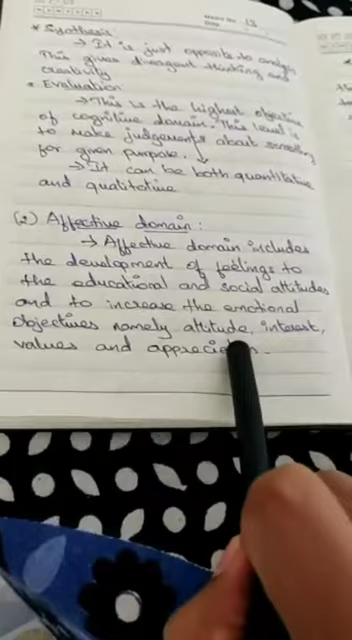 * Synthesis
→ It is just opposite to analysis
This gives divergent thinking and
creativity
* Evaluation
→ This is the highest objective
of cognitive domain. This level is
to make judgements about something
for given purpose.
→ It can be both quantitative
and qualitative
(2) Affective domain:
→ Affective domain includes
the development of feelings to
the educational and social attitudes
and to increase the emotional
objectives namely attitude, interest,
values and